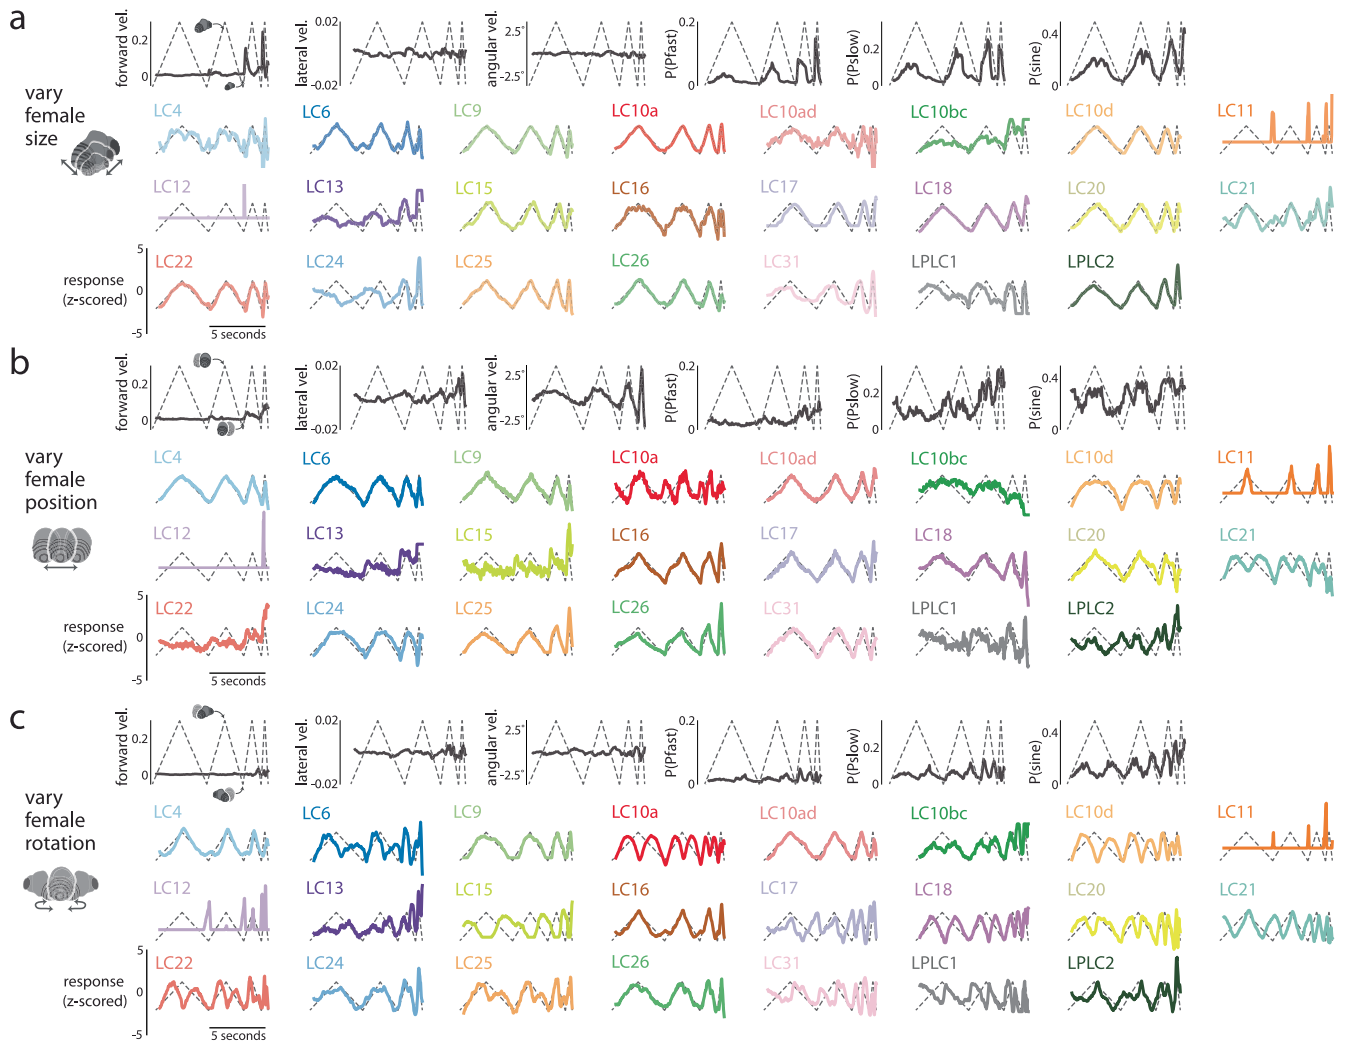 a
vary
female
size
forward vel.
0.2
0
lateral vel.
0.02
-0.02
angular vel.
2.5°
-2.5°
P(Pfast)
0.2
0
P(Pslow)
0.2
0
P(sine)
0.4
0
LC4 LC6 LC9 LC10a LC10ad LC10bc LC10d LC11
LC12 LC13 LC15 LC16 LC17 LC18 LC20 LC21
response
(z-scored)
5
0
-5
LC22 LC24 LC25 LC26 LC31 LPLC1 LPLC2
5 seconds
b
vary
female
position
forward vel.
0.2
0
lateral vel.
0.02
-0.02
angular vel.
2.5°
-2.5°
P(Pfast)
0.2
0
P(Pslow)
0.2
0
P(sine)
0.4
0
LC4 LC6 LC9 LC10a LC10ad LC10bc LC10d LC11
LC12 LC13 LC15 LC16 LC17 LC18 LC20 LC21
response
(z-scored)
5
0
-5
LC22 LC24 LC25 LC26 LC31 LPLC1 LPLC2
5 seconds
c
vary
female
rotation
forward vel.
0.2
0
lateral vel.
0.02
-0.02
angular vel.
2.5°
-2.5°
P(Pfast)
0.2
0
P(Pslow)
0.2
0
P(sine)
0.4
0
LC4 LC6 LC9 LC10a LC10ad LC10bc LC10d LC11
LC12 LC13 LC15 LC16 LC17 LC18 LC20 LC21
response
(z-scored)
5
0
-5
LC22 LC24 LC25 LC26 LC31 LPLC1 LPLC2
5 seconds